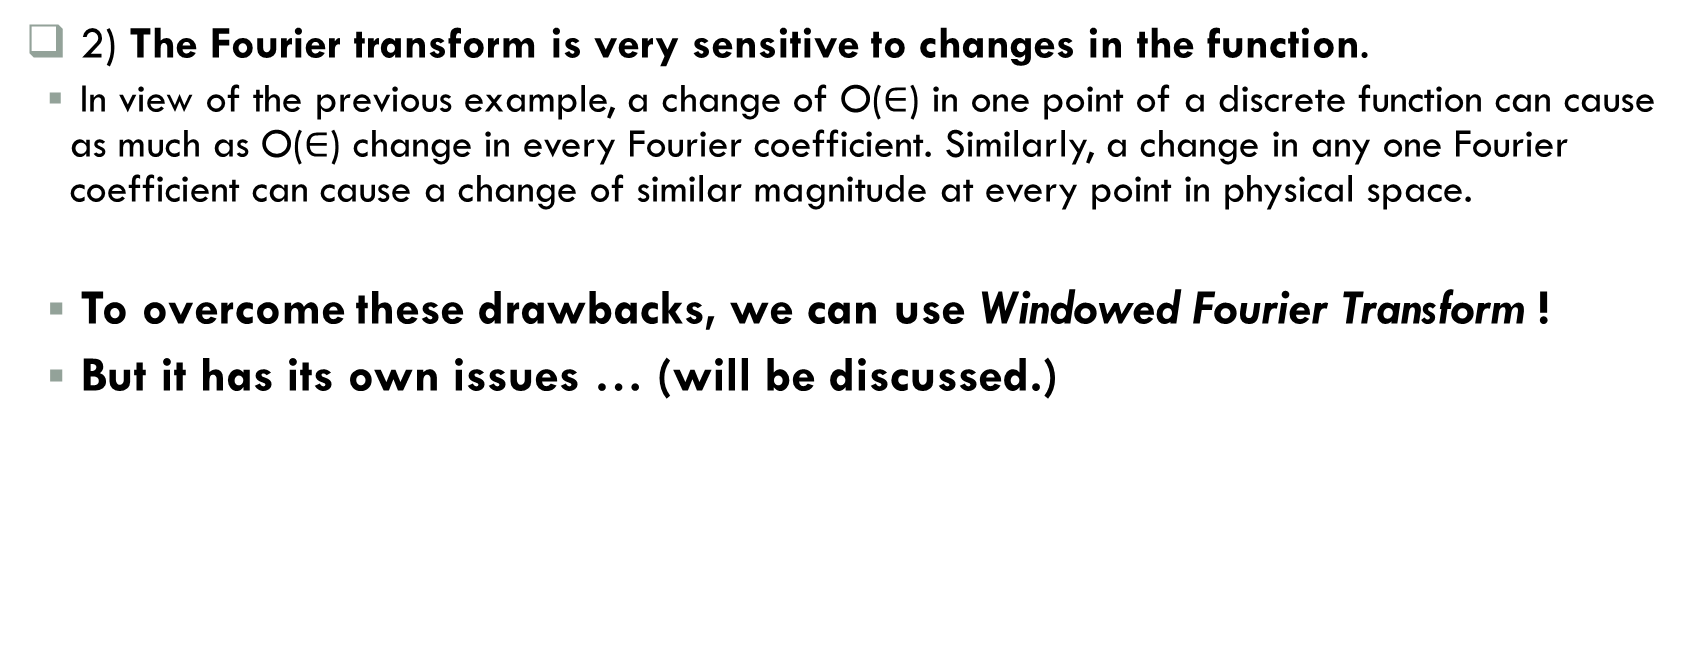 2) The Fourier transform is very sensitive to changes in the function.
In view of the previous example, a change of O(∈) in one point of a discrete function can cause
as much as O(∈) change in every Fourier coefficient. Similarly, a change in any one Fourier
coefficient can cause a change of similar magnitude at every point in physical space.
To overcome these drawbacks, we can use Windowed Fourier Transform !
But it has its own issues … (will be discussed.)